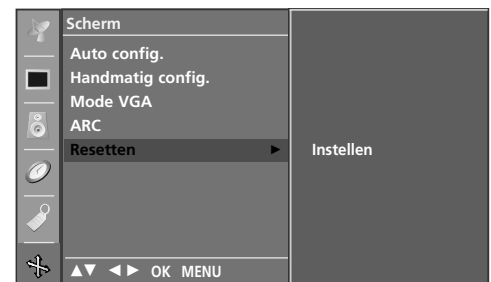 Scherm
Auto config.
Handmatig config.
Mode VGA
ARC
Resetten ► Instellen
▲▼ ◄► OK MENU